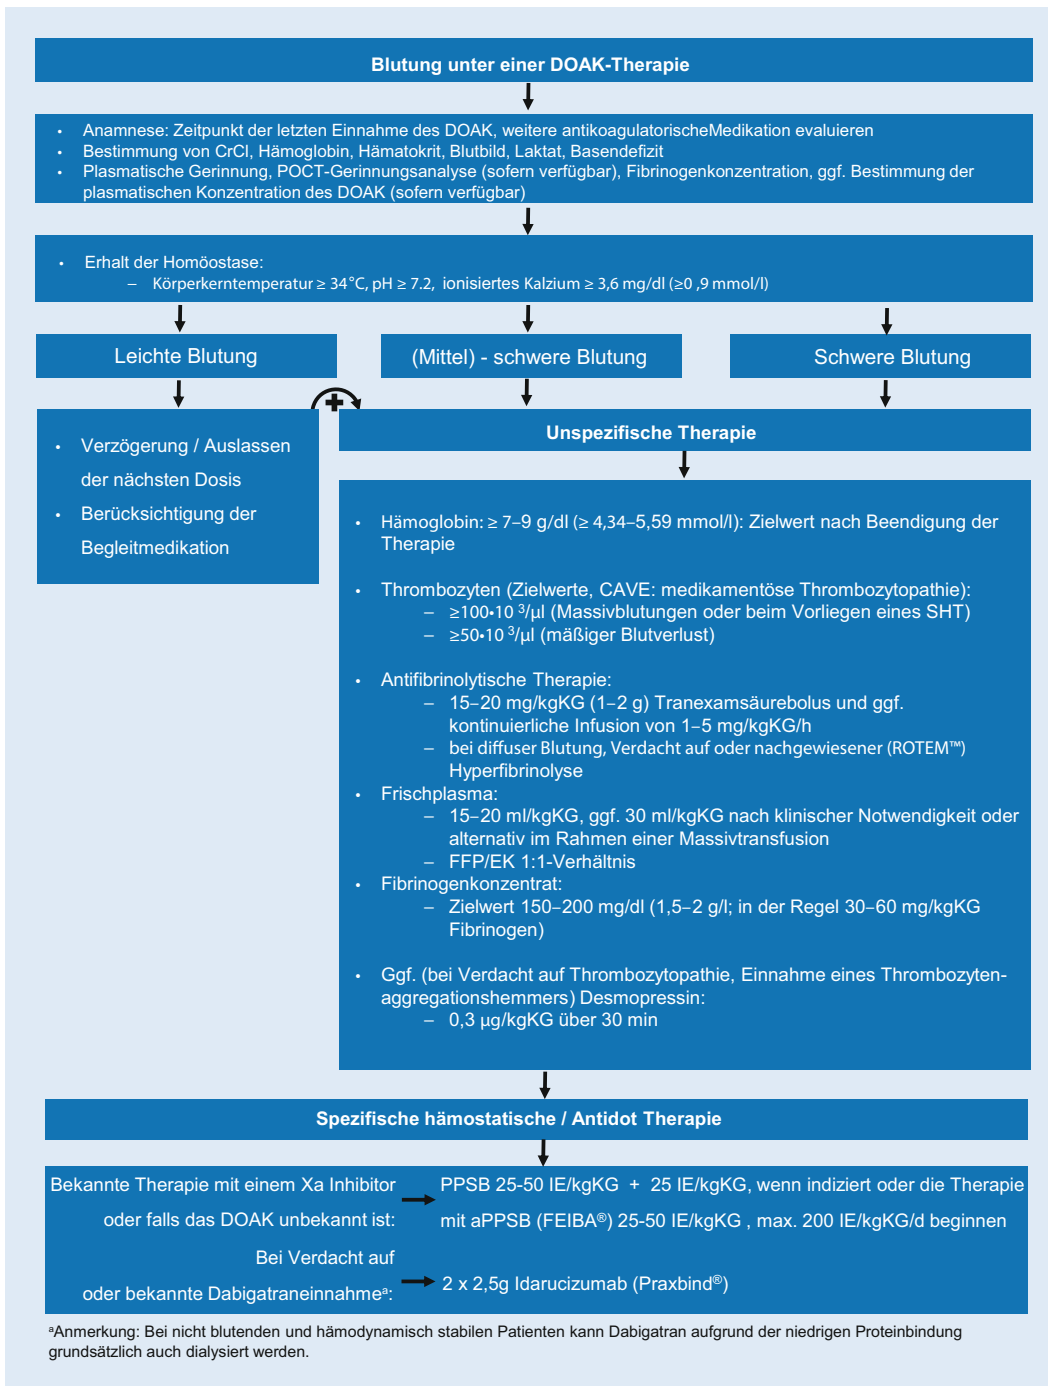 Blutung unter einer DOAK-Therapie
• Anamnese: Zeitpunkt der letzten Einnahme des DOAK, weitere antikoagulatorischeMedikation evaluieren
• Bestimmung von CrCl, Hämoglobin, Hämatokrit, Blutbild, Laktat, Basendefizit
• Plasmatische Gerinnung, POCT-Gerinnungsanalyse (sofern verfügbar), Fibrinogenkonzentration, ggf. Bestimmung der
plasmatischen Konzentration des DOAK (sofern verfügbar)
• Erhalt der Homöostase:
– Körperkerntemperatur ≥ 34°C, pH ≥ 7.2, ionisiertes Kalzium ≥ 3,6 mg/dl (≥0 ,9 mmol/l)
Leichte Blutung
(Mittel) - schwere Blutung
Schwere Blutung
• Verzögerung / Auslassen
der nächsten Dosis
• Berücksichtigung der
Begleitmedikation
+
Unspezifische Therapie
• Hämoglobin: ≥ 7–9 g/dl (≥ 4,34–5,59 mmol/l): Zielwert nach Beendigung der
Therapie
• Thrombozyten (Zielwerte, CAVE: medikamentöse Thrombozytopathie):
– ≥100•10 ³/µl (Massivblutungen oder beim Vorliegen eines SHT)
– ≥50•10 ³/µl (mäßiger Blutverlust)
• Antifibrinolytische Therapie:
– 15–20 mg/kgKG (1–2 g) Tranexamsäurebolus und ggf.
kontinuierliche Infusion von 1–5 mg/kgKG/h
– bei diffuser Blutung, Verdacht auf oder nachgewiesener (ROTEM™)
Hyperfibrinolyse
• Frischplasma:
– 15–20 ml/kgKG, ggf. 30 ml/kgKG nach klinischer Notwendigkeit oder
alternativ im Rahmen einer Massivtransfusion
– FFP/EK 1:1-Verhältnis
• Fibrinogenkonzentrat:
– Zielwert 150–200 mg/dl (1,5–2 g/l; in der Regel 30–60 mg/kgKG
Fibrinogen)
• Ggf. (bei Verdacht auf Thrombozytopathie, Einnahme eines Thrombozyten-
aggregationshemmers) Desmopressin:
– 0,3 µg/kgKG über 30 min
Spezifische hämostatische / Antidot Therapie
Bekannte Therapie mit einem Xa Inhibitor
oder falls das DOAK unbekannt ist:
PPSB 25-50 IE/kgKG + 25 IE/kgKG, wenn indiziert oder die Therapie
mit aPPSB (FEIBA®) 25-50 IE/kgKG , max. 200 IE/kgKG/d beginnen
Bei Verdacht auf
oder bekannte Dabigatraneinnahmeᵃ:
2 x 2,5g Idarucizumab (Praxbind®)
ᵃAnmerkung: Bei nicht blutenden und hämodynamisch stabilen Patienten kann Dabigatran aufgrund der niedrigen Proteinbindung
grundsätzlich auch dialysiert werden.